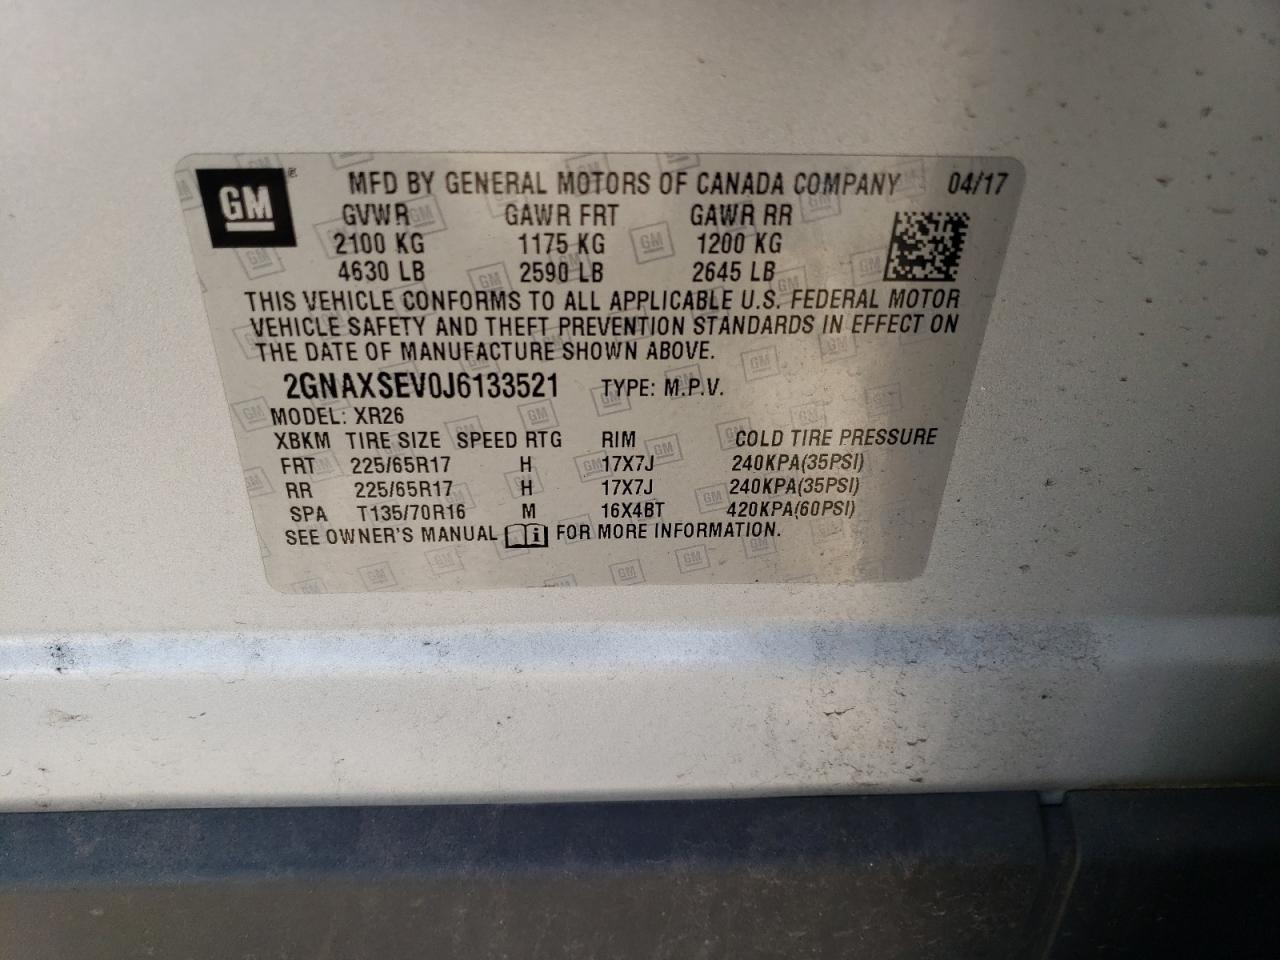 GM ® MFD BY GENERAL MOTORS OF CANADA COMPANY 04/17
GVWR GAWR FRT GAWR RR
2100 KG 1175 KG 1200 KG
4630 LB 2590 LB 2645 LB
THIS VEHICLE CONFORMS TO ALL APPLICABLE U.S. FEDERAL MOTOR
VEHICLE SAFETY AND THEFT PREVENTION STANDARDS IN EFFECT ON
THE DATE OF MANUFACTURE SHOWN ABOVE.
2GNAXSEV0J6133521 TYPE: M.P.V.
MODEL: XR26
XBKM TIRE SIZE SPEED RTG RIM COLD TIRE PRESSURE
FRT 225/65R17 H 17X7J 240KPA(35PSI)
RR 225/65R17 H 17X7J 240KPA(35PSI)
SPA T135/70R16 M 16X4BT 420KPA(60PSI)
SEE OWNER'S MANUAL i FOR MORE INFORMATION.